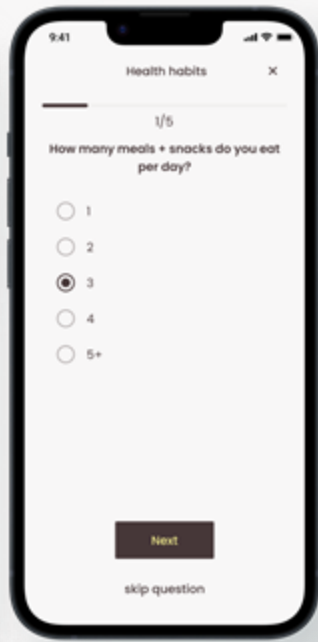 9:41
Health habits
×
1/5
How many meals + snacks do you eat
per day?
1
2
3
4
5+
Next
skip question